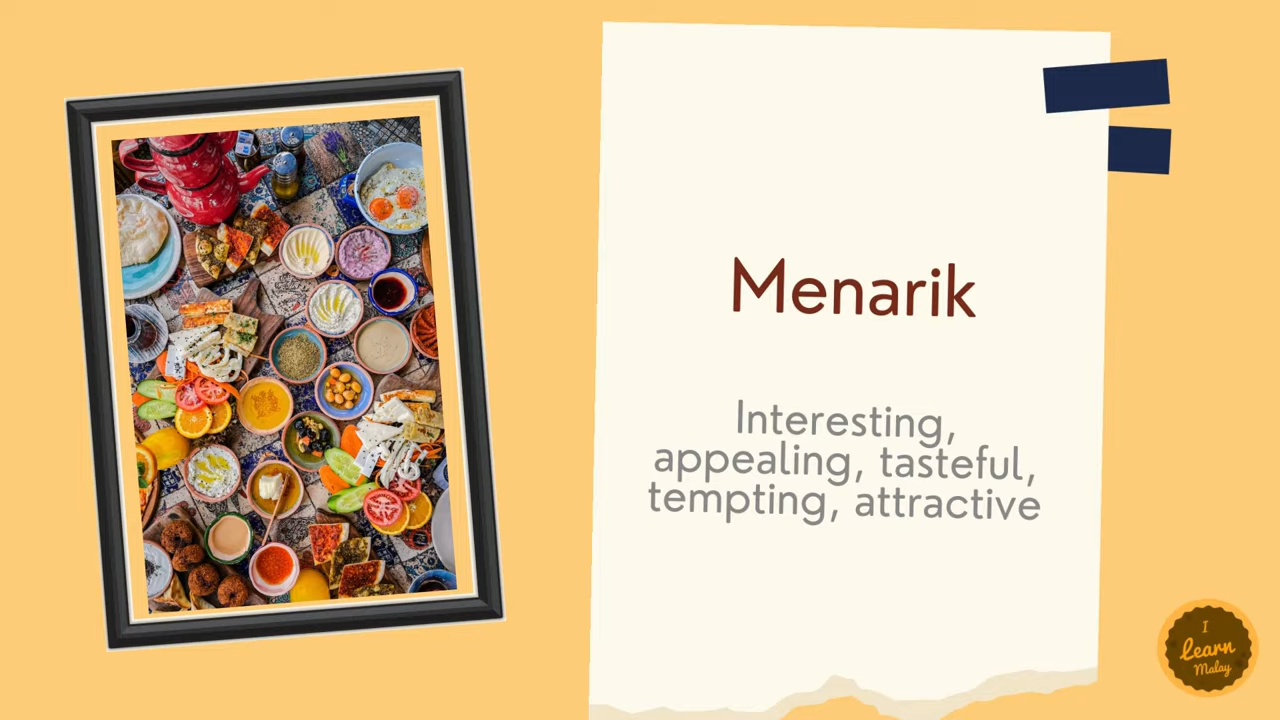 Menarik
Interesting,
appealing, tasteful,
tempting, attractive
I
Learn
Malay